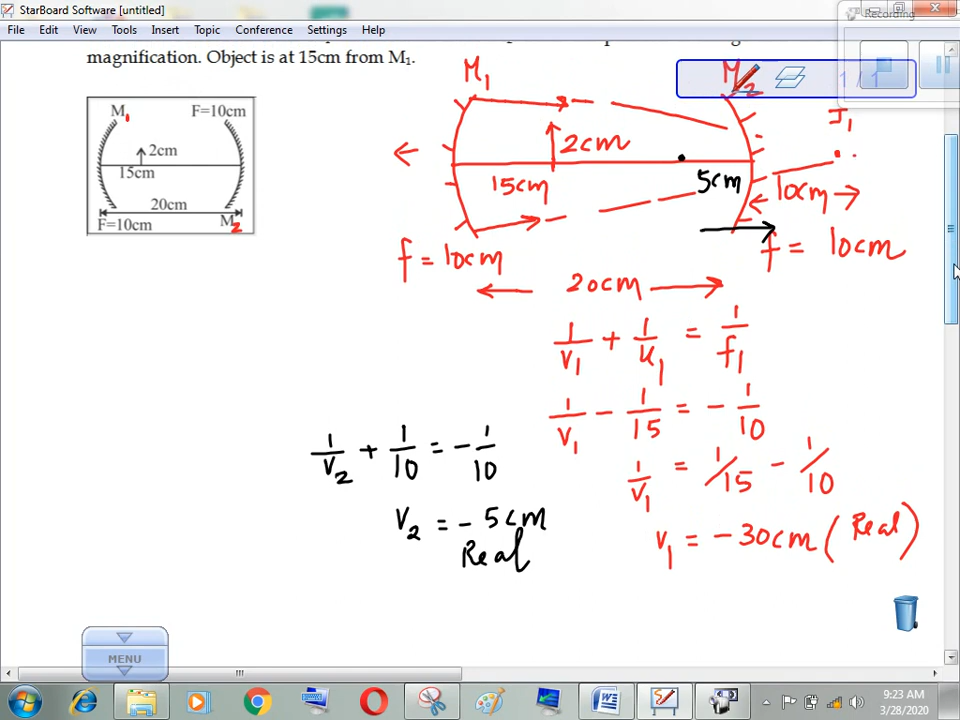 StarBoard Software [untitled]
Recording
File Edit View Tools Insert Topic Conference Settings Help
magnification. Object is at 15cm from M1.
1 / 1
M1 F=10cm
2cm
15cm
20cm
F=10cm M2
M1 M2
I1
2cm
15cm 5cm 10cm
f = 10cm f = 10cm
20cm
1/v1 + 1/u1 = 1/f1
1/v1 - 1/15 = - 1/10
1/v1 = 1/15 - 1/10
v1 = - 30cm (Real)
1/v2 + 1/10 = - 1/10
v2 = - 5cm
Real
MENU
9:23 AM
3/28/2020